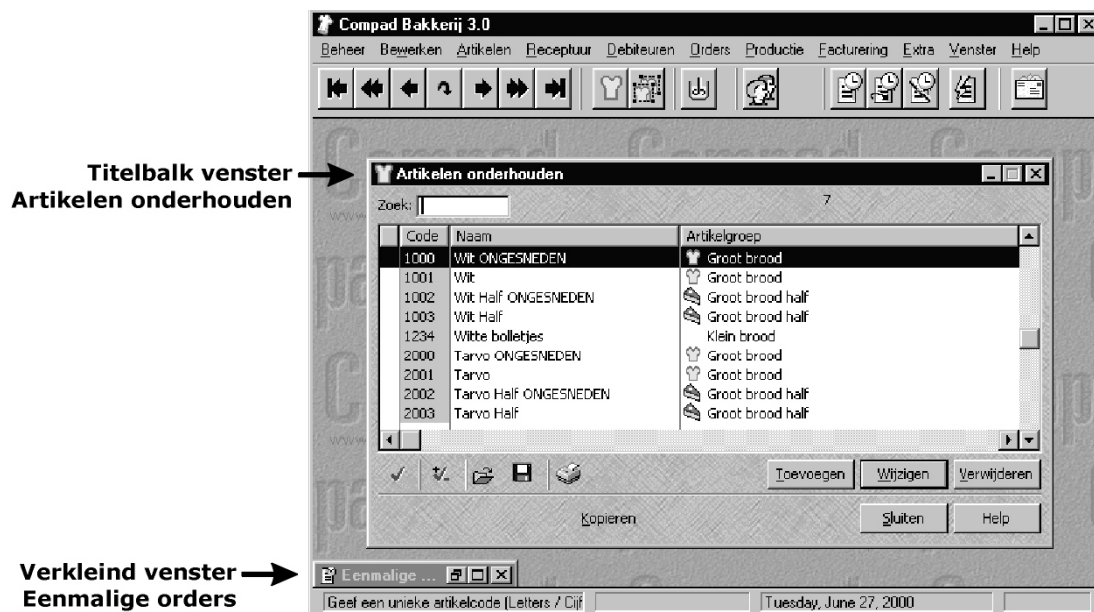 Compad Bakkerij 3.0
Beheer Bewerken Artikelen Receptuur Debiteuren Orders Productie Facturering Extra Venster Help
Titelbalk venster
Artikelen onderhouden
Artikelen onderhouden
Zoek: 7
Code Naam Artikelgroep
1000 Wit ONGESNEDEN Groot brood
1001 Wit Groot brood
1002 Wit Half ONGESNEDEN Groot brood half
1003 Wit Half Groot brood half
1234 Witte bolletjes Klein brood
2000 Tarvo ONGESNEDEN Groot brood
2001 Tarvo Groot brood
2002 Tarvo Half ONGESNEDEN Groot brood half
2003 Tarvo Half Groot brood half
Toevoegen Wijzigen Verwijderen
Kopieren Sluiten Help
Verkleind venster
Eenmalige orders
Eenmalige ...
Geef een unieke artikelcode (Letters / Cijf Tuesday, June 27, 2000